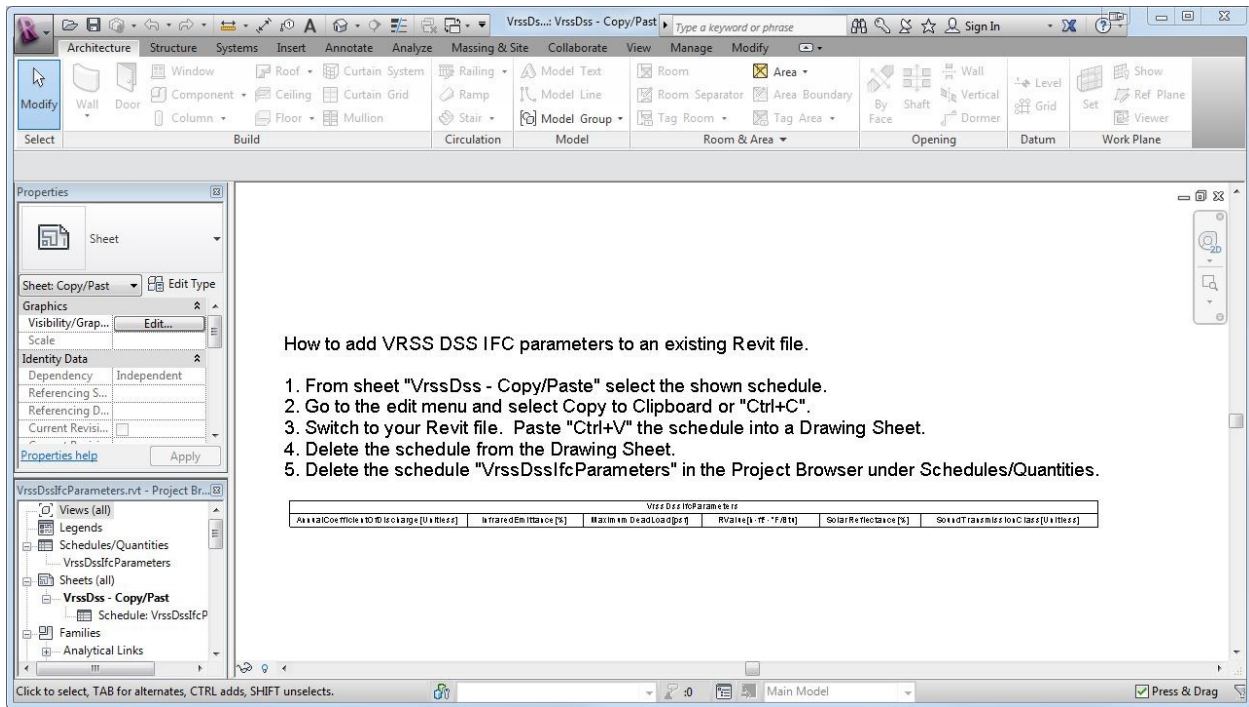 VrssDs...: VrssDss - Copy/Past
Type a keyword or phrase
Sign In
Architecture Structure Systems Insert Annotate Analyze Massing & Site Collaborate View Manage Modify
Modify
Wall
Door
Window
Component
Column
Roof
Ceiling
Floor
Curtain System
Curtain Grid
Mullion
Railing
Ramp
Stair
Model Text
Model Line
Model Group
Room
Room Separator
Tag Room
Area
Area Boundary
Tag Area
By Face
Shaft
Wall
Vertical
Dormer
Level
Grid
Set
Show
Ref Plane
Viewer
Select Build Circulation Model Room & Area Opening Datum Work Plane
Properties
Sheet
Sheet: Copy/Past Edit Type
Graphics
Visibility/Grap... Edit...
Scale
Identity Data
Dependency Independent
Referencing S...
Referencing D...
Current Revisi...
Properties help Apply
VrssDssIfcParameters.rvt - Project Br...
Views (all)
Legends
Schedules/Quantities
VrssDssIfcParameters
Sheets (all)
VrssDss - Copy/Past
Schedule: VrssDssIfcP
Families
Analytical Links
2D
How to add VRSS DSS IFC parameters to an existing Revit file.
1. From sheet "VrssDss - Copy/Paste" select the shown schedule.
2. Go to the edit menu and select Copy to Clipboard or "Ctrl+C".
3. Switch to your Revit file. Paste "Ctrl+V" the schedule into a Drawing Sheet.
4. Delete the schedule from the Drawing Sheet.
5. Delete the schedule "VrssDssIfcParameters" in the Project Browser under Schedules/Quantities.
VrssDssIfcParameters
AnnualCoefficientOfDischarge[Unitless] InfraredEmittance[%] MaximumDeadLoad[psf] RValue[h·ft²·°F/Btu] SolarReflectance[%] SoundTransmissionClass[Unitless]
Click to select, TAB for alternates, CTRL adds, SHIFT unselects.
:0
Main Model
Press & Drag